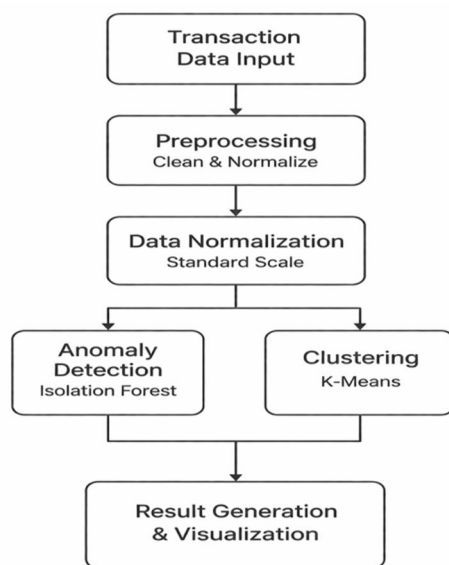 Transaction
Data Input
Preprocessing
Clean & Normalize
Data Normalization
Standard Scale
Anomaly
Detection
Isolation Forest
Clustering
K-Means
Result Generation
& Visualization